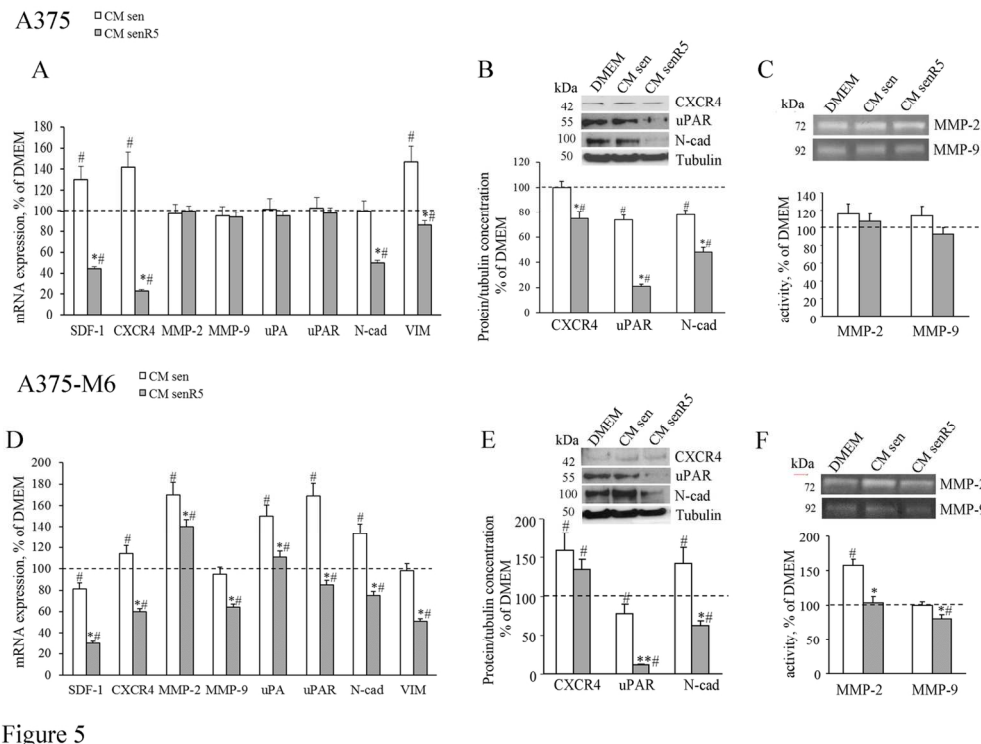 A375
CM sen
CM senR5
A
mRNA expression, % of DMEM
180
160
140
120
100
80
60
40
20
0
# # # *# *# *# *#
SDF-1 CXCR4 MMP-2 MMP-9 uPA uPAR N-cad VIM
B
kDa DMEM CM sen CM senR5
42 CXCR4
55 uPAR
100 N-cad
50 Tubulin
Protein/tubulin concentration
% of DMEM
120
100
80
60
40
20
0
*# # *# # *#
CXCR4 uPAR N-cad
C
kDa DMEM CM sen CM senR5
72 MMP-2
92 MMP-9
activity, % of DMEM
200
150
100
50
0
MMP-2 MMP-9
A375-M6
CM sen
CM senR5
D
mRNA expression, % of DMEM
200
180
160
140
120
100
80
60
40
20
0
# *# # *# # *# *# # *# # *# # *# *#
SDF-1 CXCR4 MMP-2 MMP-9 uPA uPAR N-cad VIM
E
kDa DMEM CM sen CM senR5
42 CXCR4
55 uPAR
100 N-cad
50 Tubulin
Protein/tubulin concentration
% of DMEM
200
150
100
50
0
# # # **# # *#
CXCR4 uPAR N-cad
F
kDa DMEM CM sen CM senR5
72 MMP-2
92 MMP-9
activity, % of DMEM
200
150
100
50
0
# * *#
MMP-2 MMP-9
Figure 5